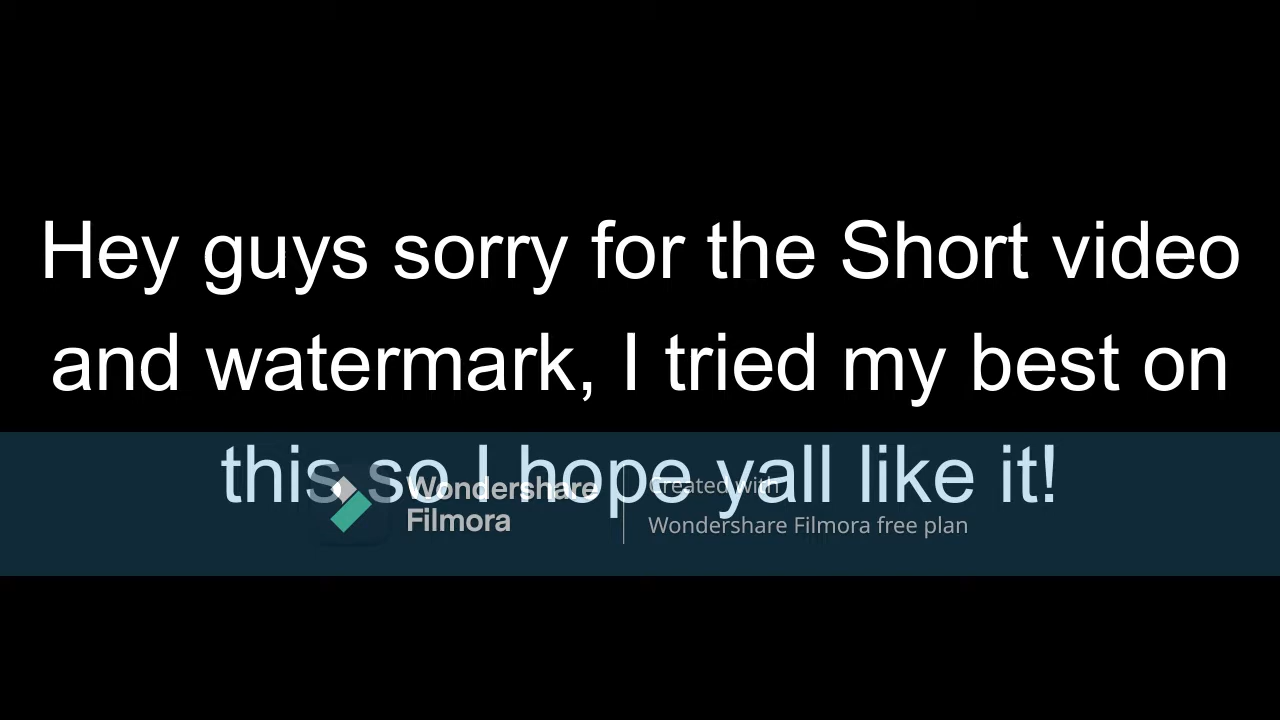 Hey guys sorry for the Short video
and watermark, I tried my best on
this so I hope yall like it!
Wondershare
Filmora
Created with
Wondershare Filmora free plan